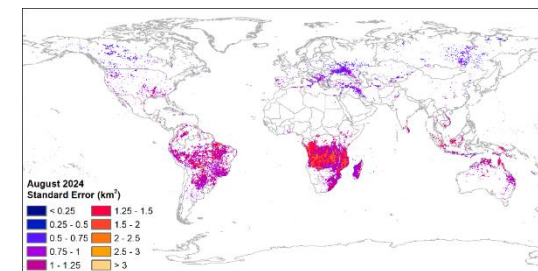 August 2024
Standard Error (km²)
< 0.25
0.25 - 0.5
0.5 - 0.75
0.75 - 1
1 - 1.25
1.25 - 1.5
1.5 - 2
2 - 2.5
2.5 - 3
> 3